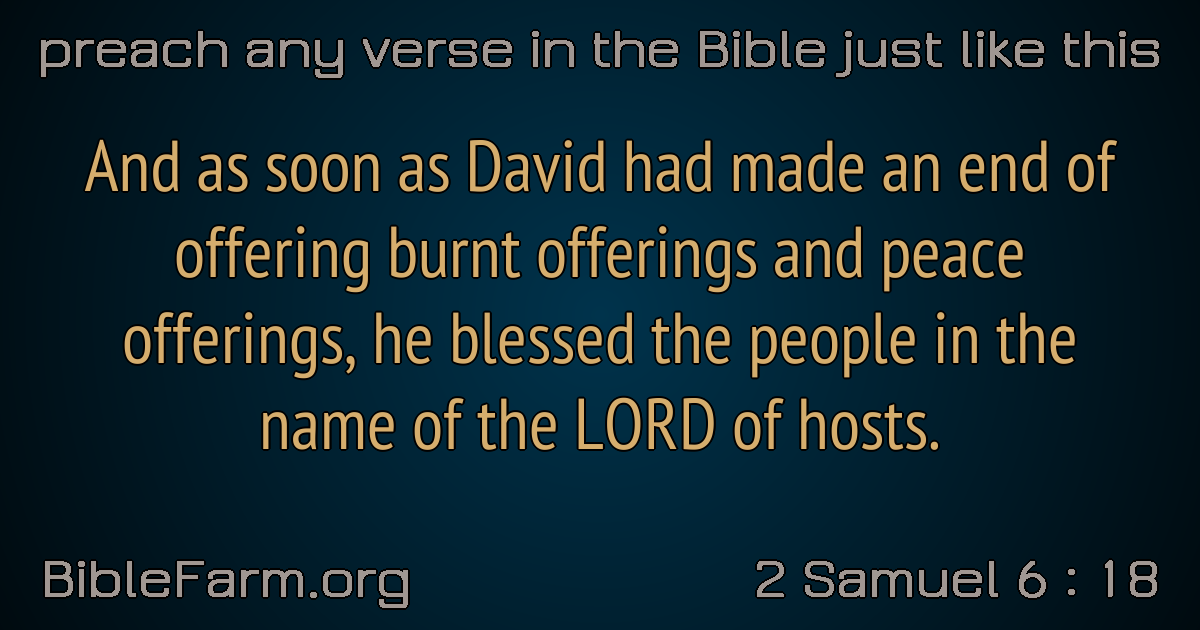 preach any verse in the Bible just like this
And as soon as David had made an end of
offering burnt offerings and peace
offerings, he blessed the people in the
name of the LORD of hosts.
BibleFarm.org
2 Samuel 6 : 18